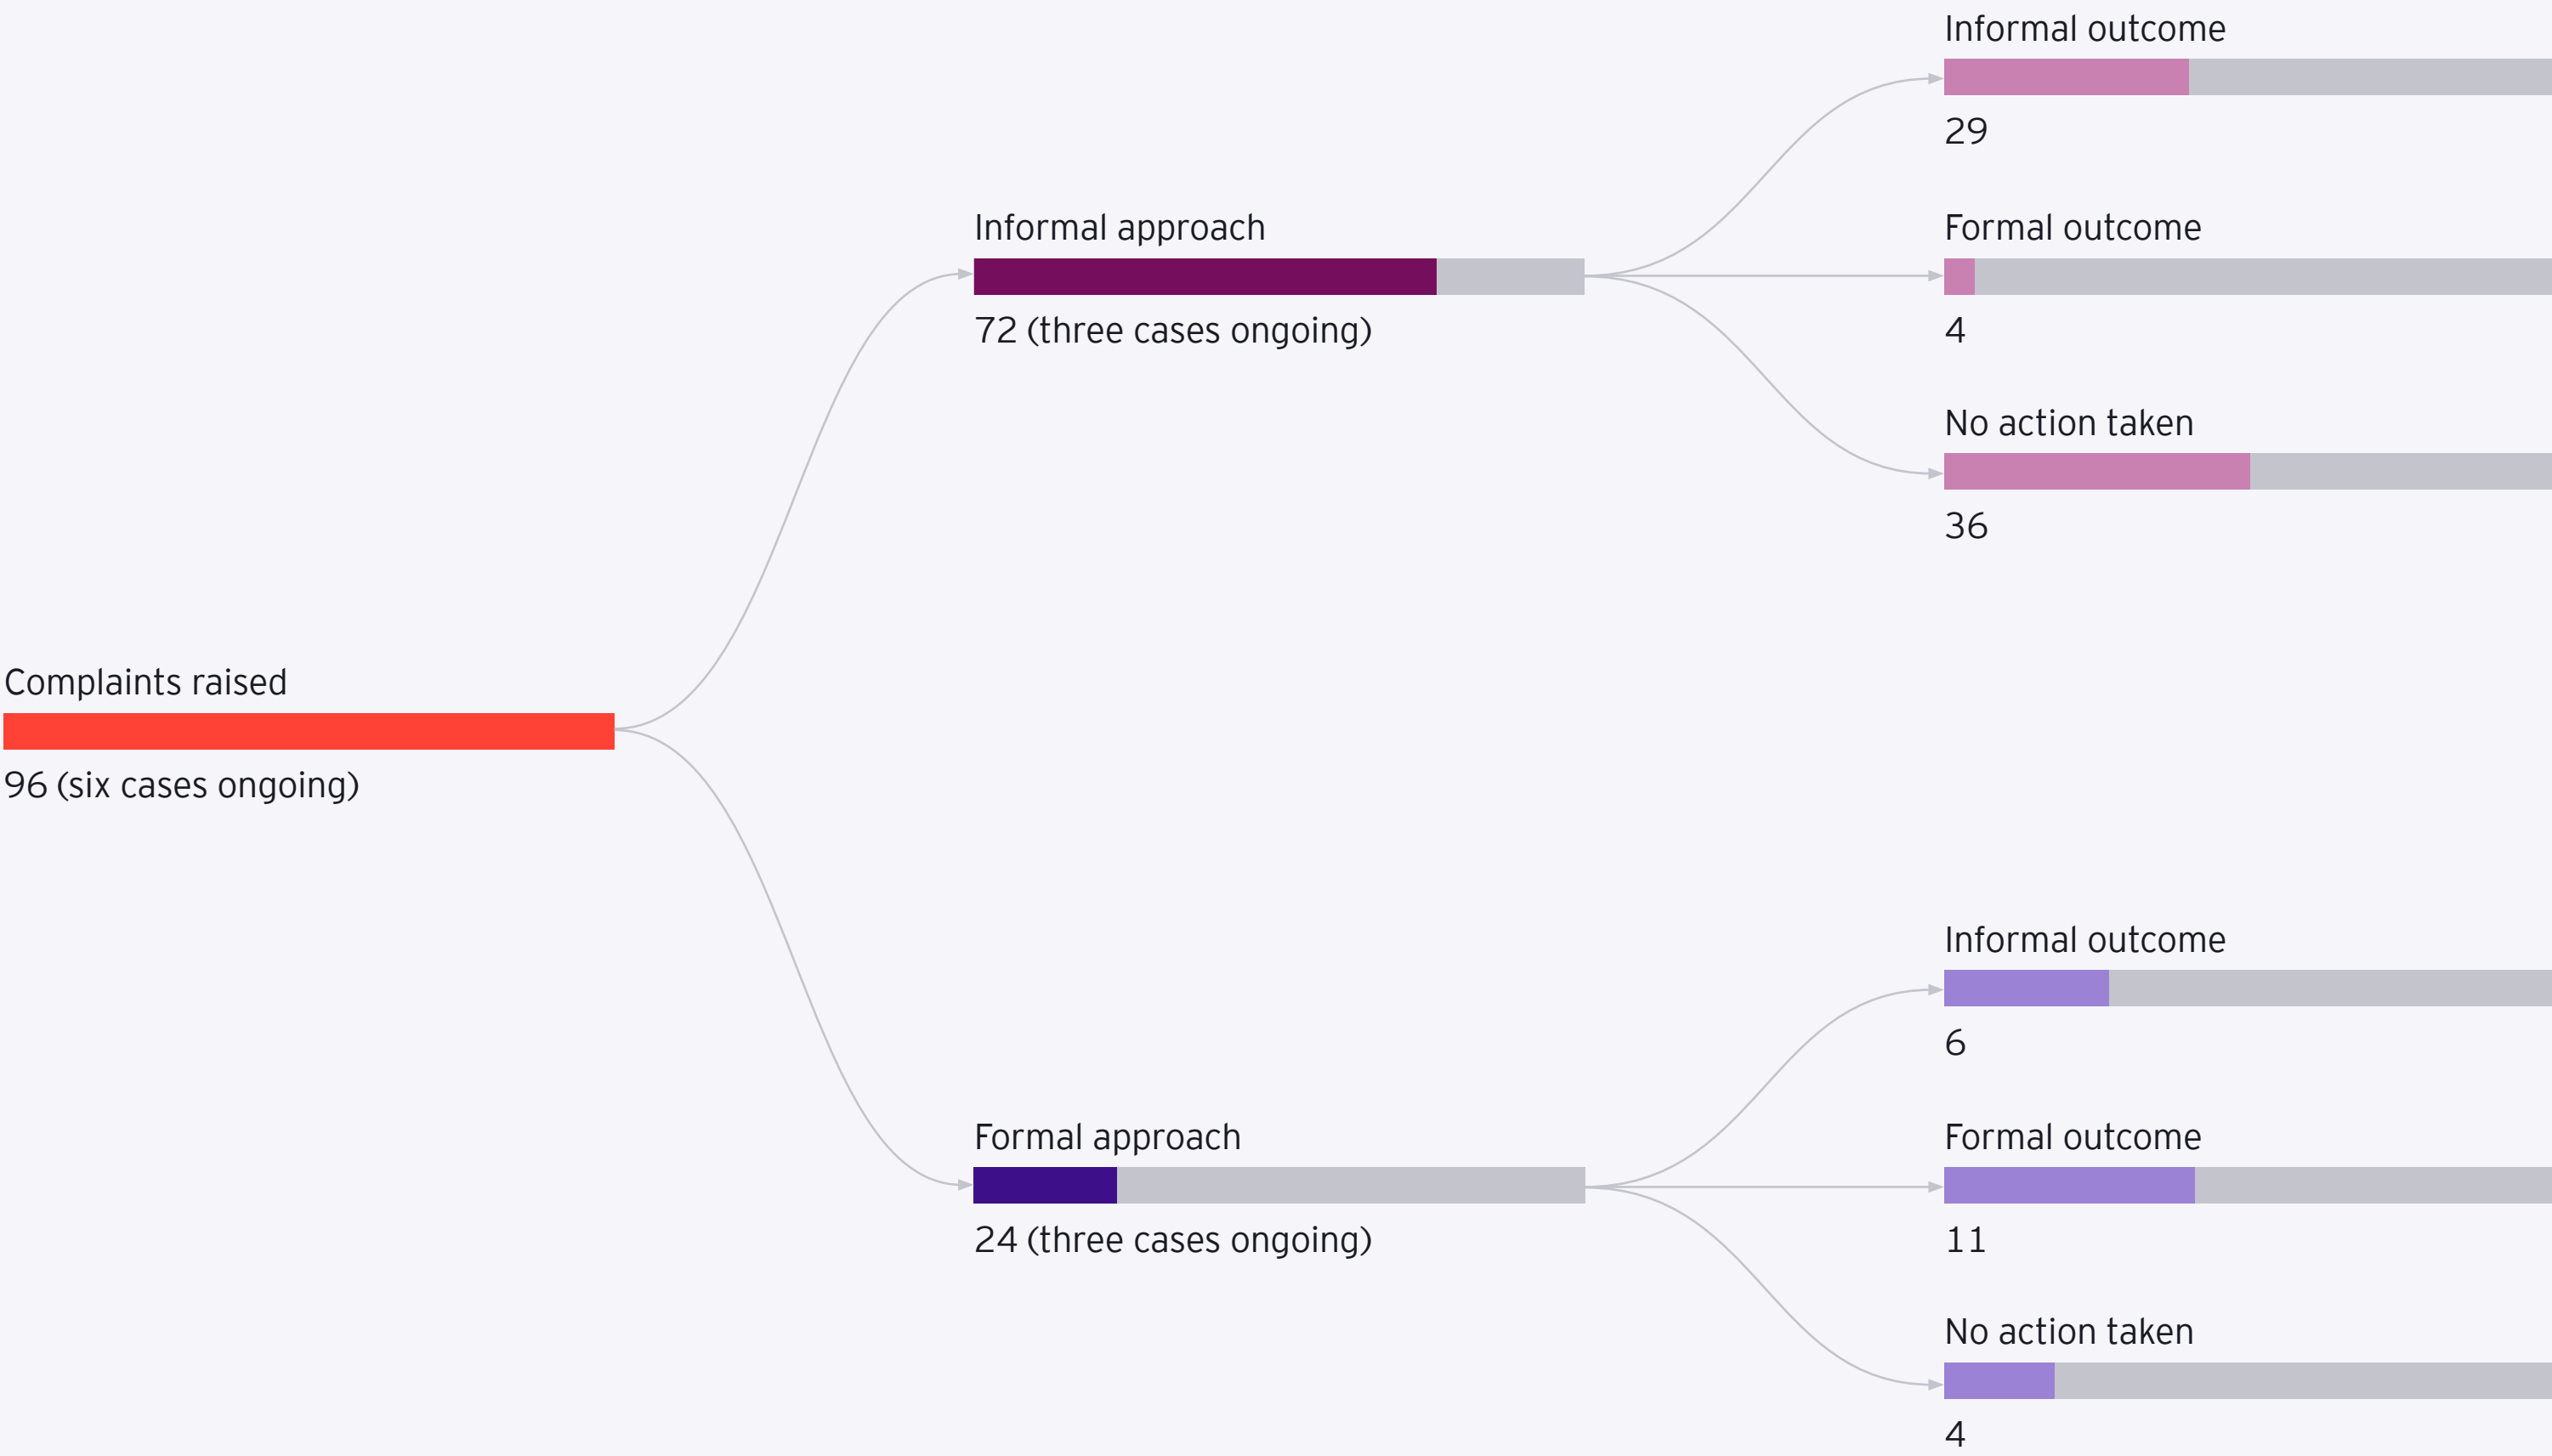 Complaints raised
96 (six cases ongoing)
Informal approach
72 (three cases ongoing)
Informal outcome
29
Formal outcome
4
No action taken
36
Formal approach
24 (three cases ongoing)
Informal outcome
6
Formal outcome
11
No action taken
4